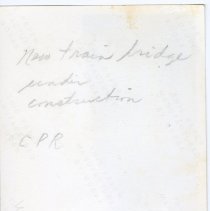 New train bridge
under
construction
CPR